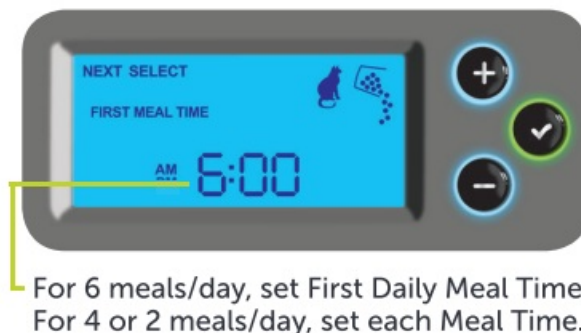 NEXT SELECT
FIRST MEAL TIME
AM
6:00
For 6 meals/day, set First Daily Meal Time
For 4 or 2 meals/day, set each Meal Time.